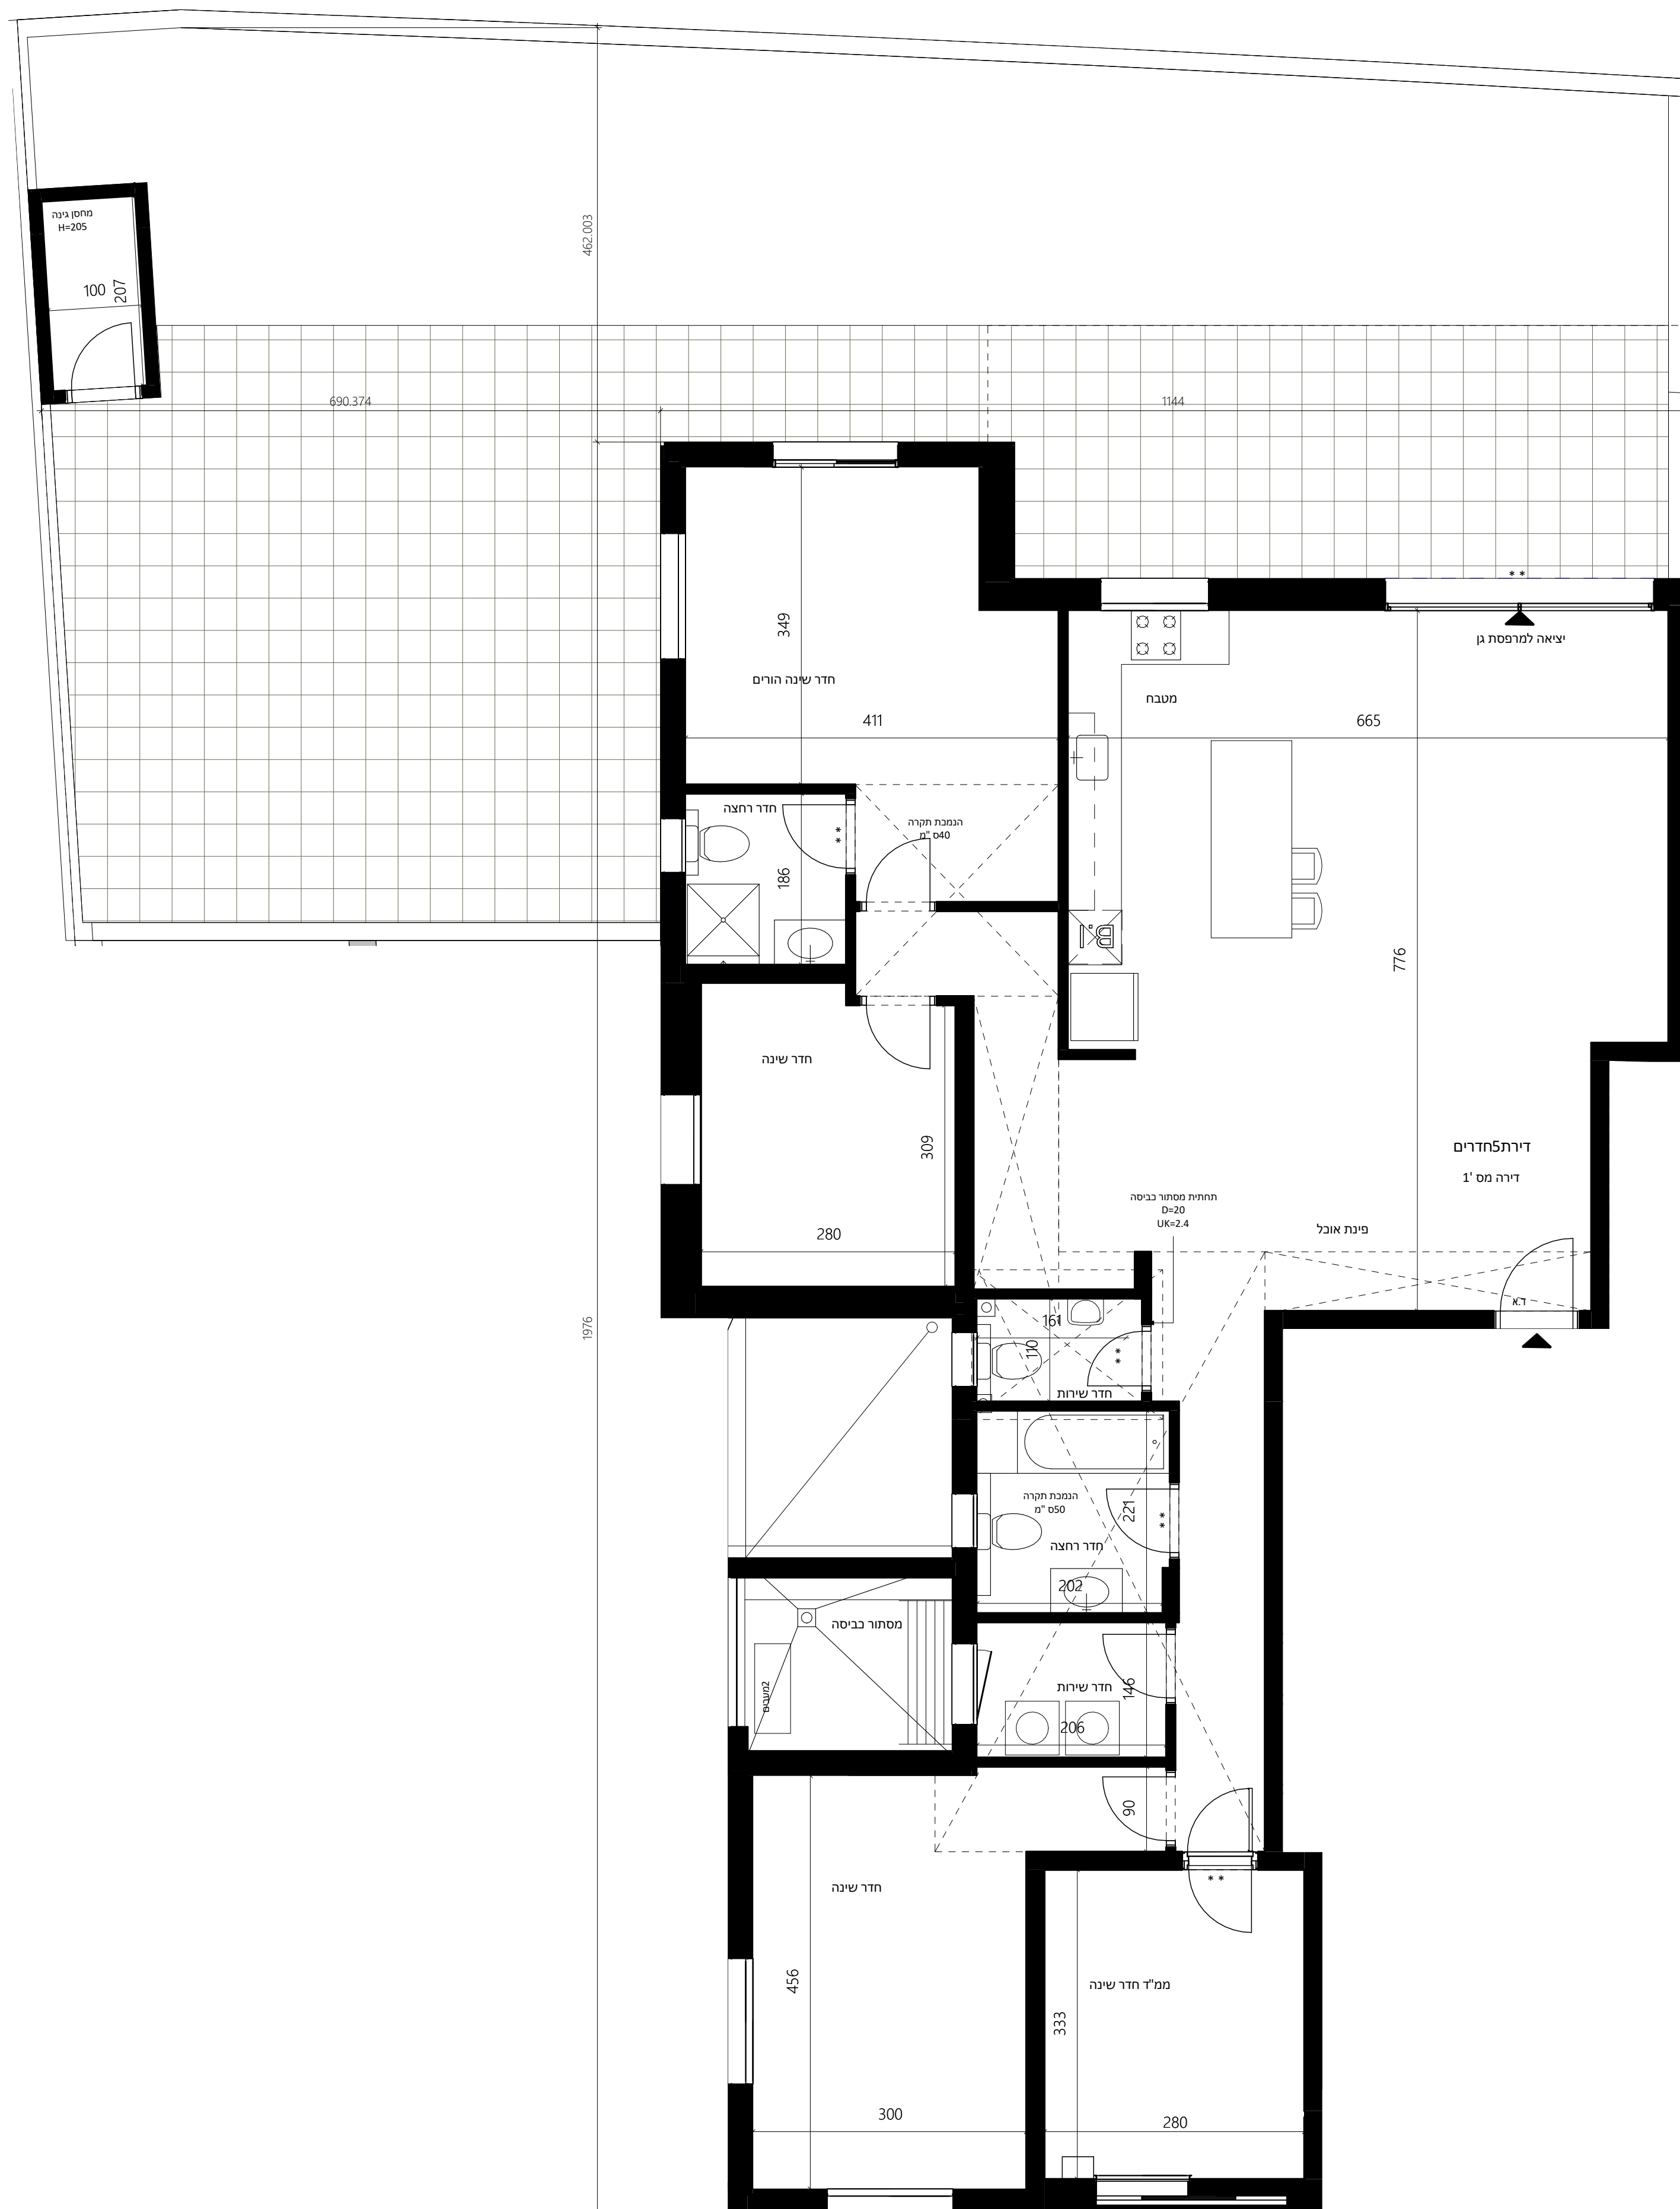 462.003
מחסן גינה
H=205
100
207
690.374
1144
* *
יציאה למרפסת גן
349
חדר שינה הורים
מטבח
411
665
חדר רחצה
הנמכת תקרה
40ס "מ
* *
186
BI
776
חדר שינה
309
דירת5חדרים
דירה מס '1
תחתית מסתור כביסה
D=20
UK=2.4
פינת אוכל
280
ד.א
1976
161
110
* *
חדר שירות
הנמכת תקרה
50ס "מ
221
* *
חדר רחצה
202
מסתור כביסה
2מעבים
חדר שירות
146
206
90
חדר שינה
* *
ממ"ד חדר שינה
456
333
300
280